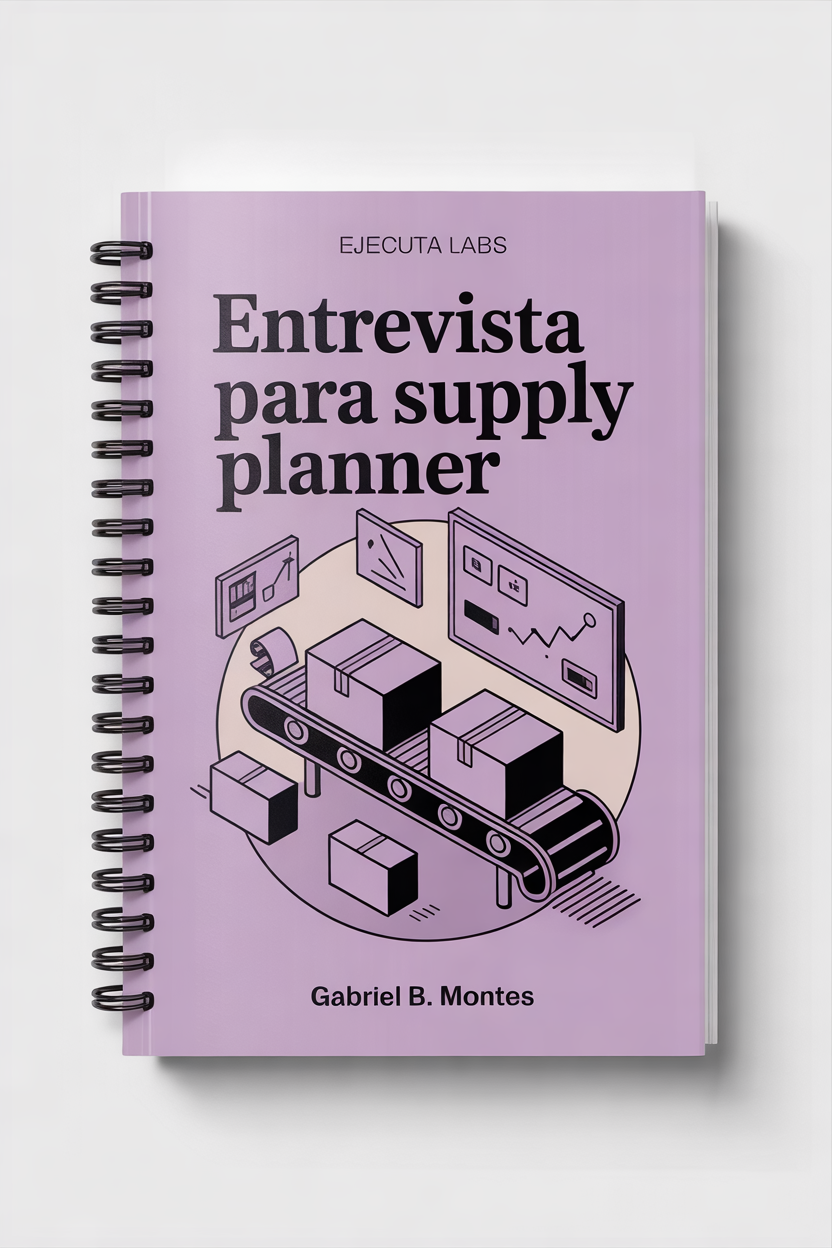 EJECUTA LABS
Entrevista
para supply
planner
Gabriel B. Montes